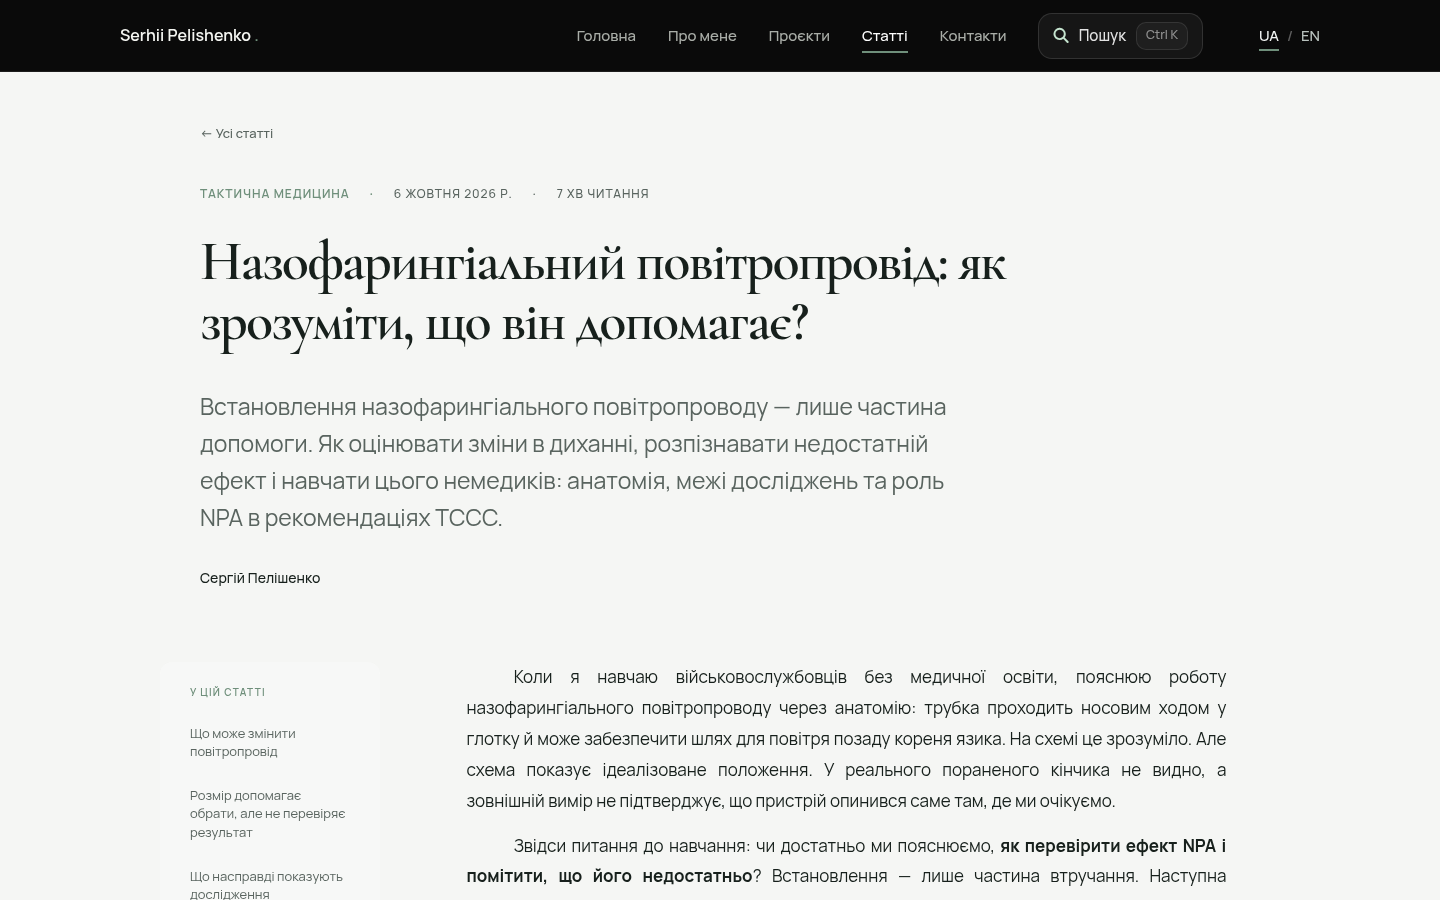 Serhii Pelishenko .
Головна Про мене Проєкти Статті Контакти Пошук Ctrl K UA / EN
← Усі статті
ТАКТИЧНА МЕДИЦИНА · 6 ЖОВТНЯ 2026 Р. · 7 ХВ ЧИТАННЯ
Назофарингіальний повітропровід: як
зрозуміти, що він допомагає?
Встановлення назофарингіального повітропроводу — лише частина
допомоги. Як оцінювати зміни в диханні, розпізнавати недостатній
ефект і навчати цього немедиків: анатомія, межі досліджень та роль
NPA в рекомендаціях TCCC.
Сергій Пелішенко
У ЦІЙ СТАТТІ
Що може змінити
повітропровід
Розмір допомагає
обрати, але не перевіряє
результат
Що насправді показують
дослідження
Коли я навчаю військовослужбовців без медичної освіти, пояснюю роботу
назофарингіального повітропроводу через анатомію: трубка проходить носовим ходом у
глотку й може забезпечити шлях для повітря позаду кореня язика. На схемі це зрозуміло. Але
схема показує ідеалізоване положення. У реального пораненого кінчика не видно, а
зовнішній вимір не підтверджує, що пристрій опинився саме там, де ми очікуємо.
Звідси питання до навчання: чи достатньо ми пояснюємо, як перевірити ефект NPA і
помітити, що його недостатньо? Встановлення — лише частина втручання. Наступна